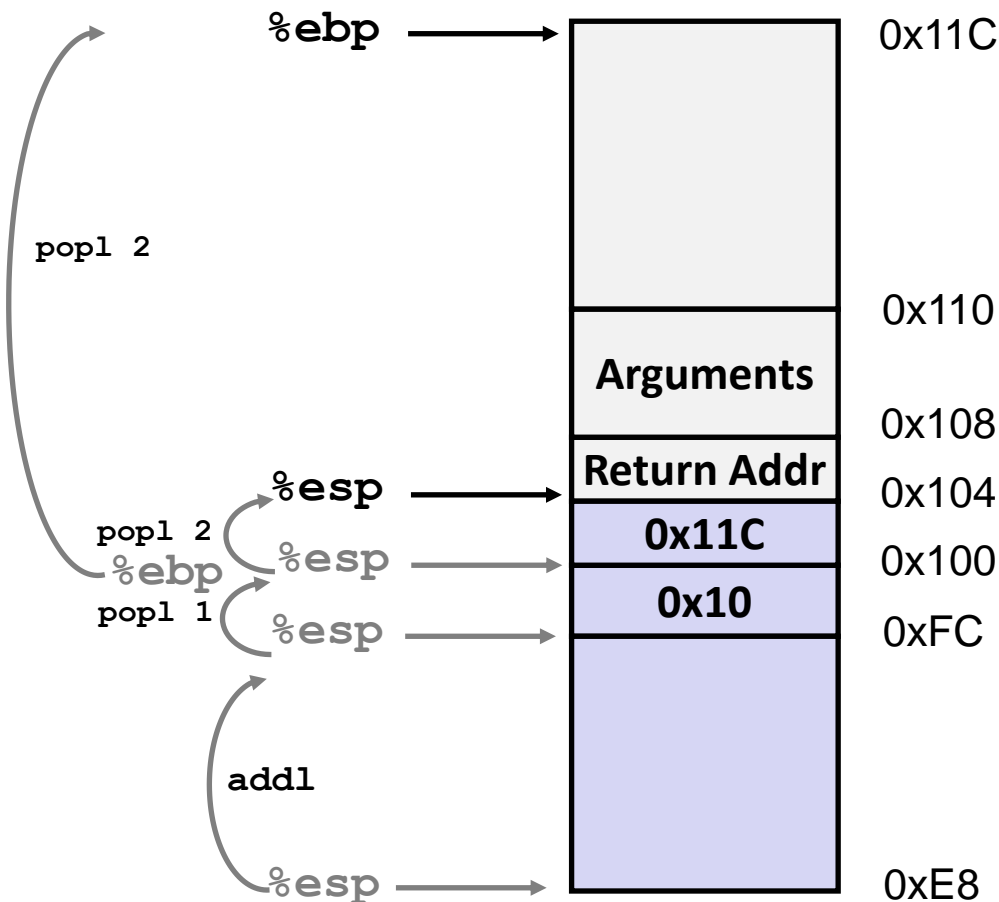 %ebp
0x11C
popl 2
0x110
Arguments
0x108
Return Addr
%esp
0x104
popl 2
0x11C
%ebp
%esp
0x100
popl 1
0x10
%esp
0xFC
addl
%esp
0xE8